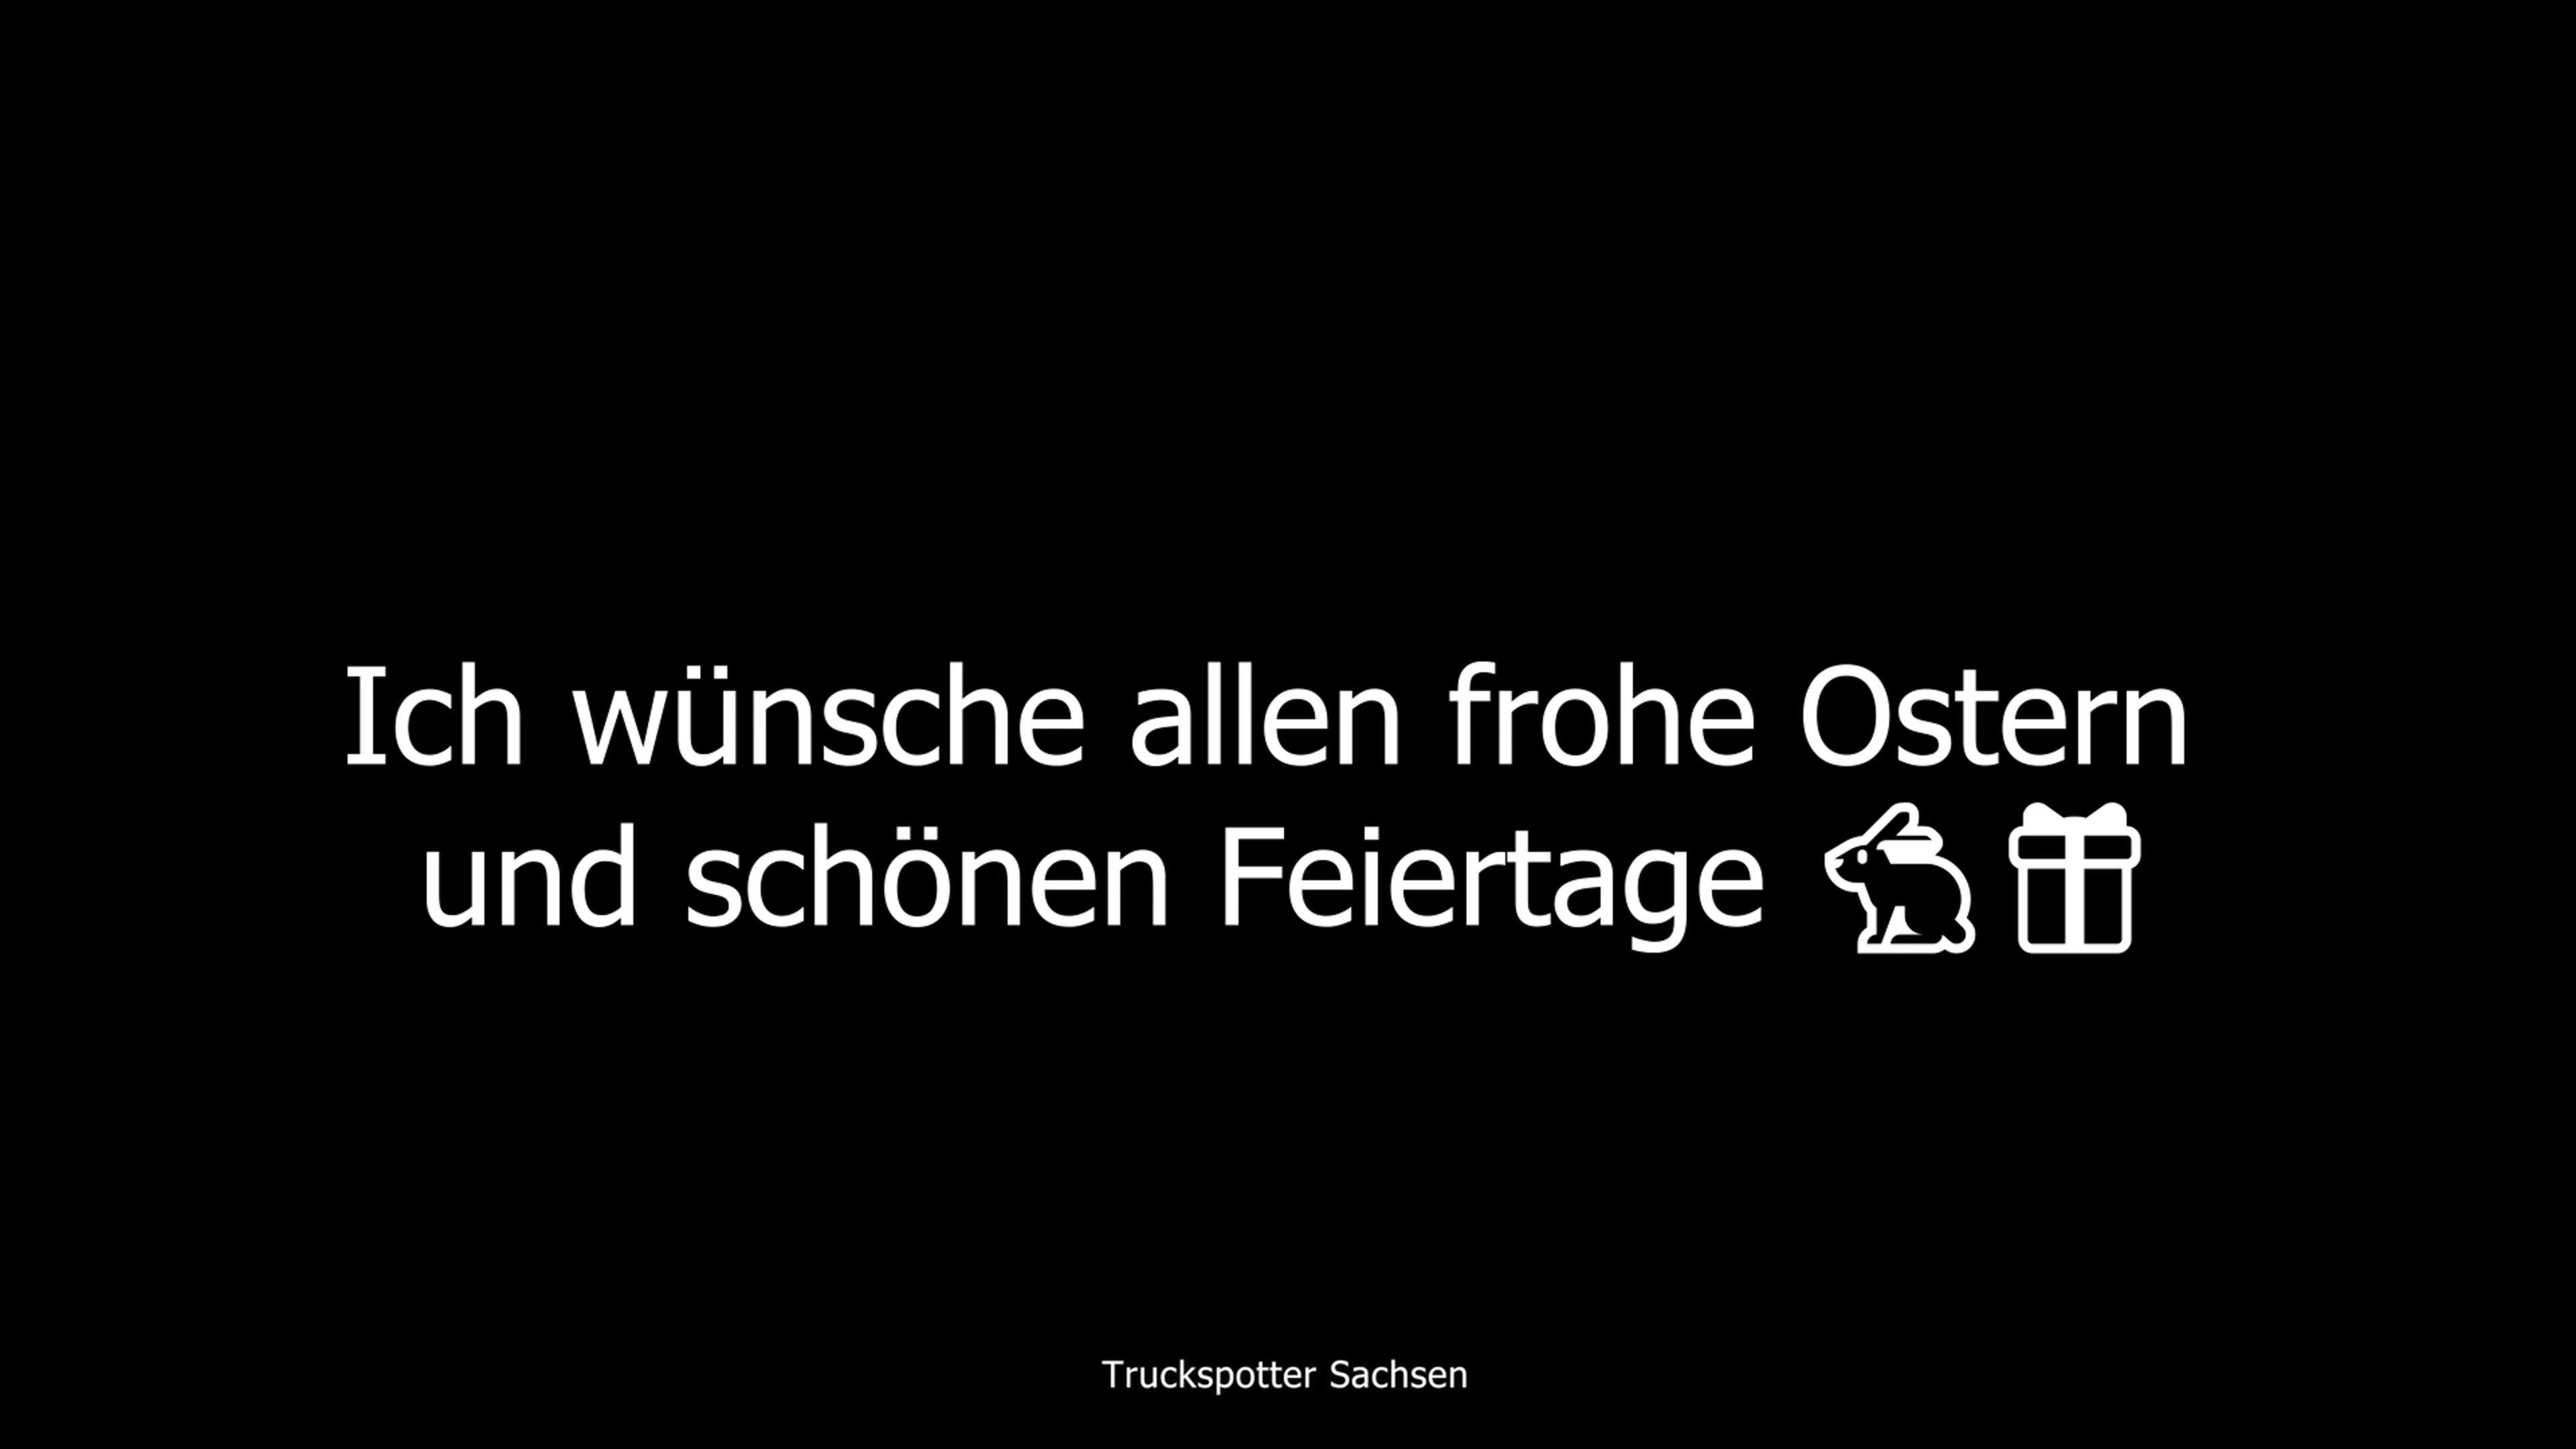 Ich wünsche allen frohe Ostern
und schönen Feiertage 🐇🎁
Truckspotter Sachsen